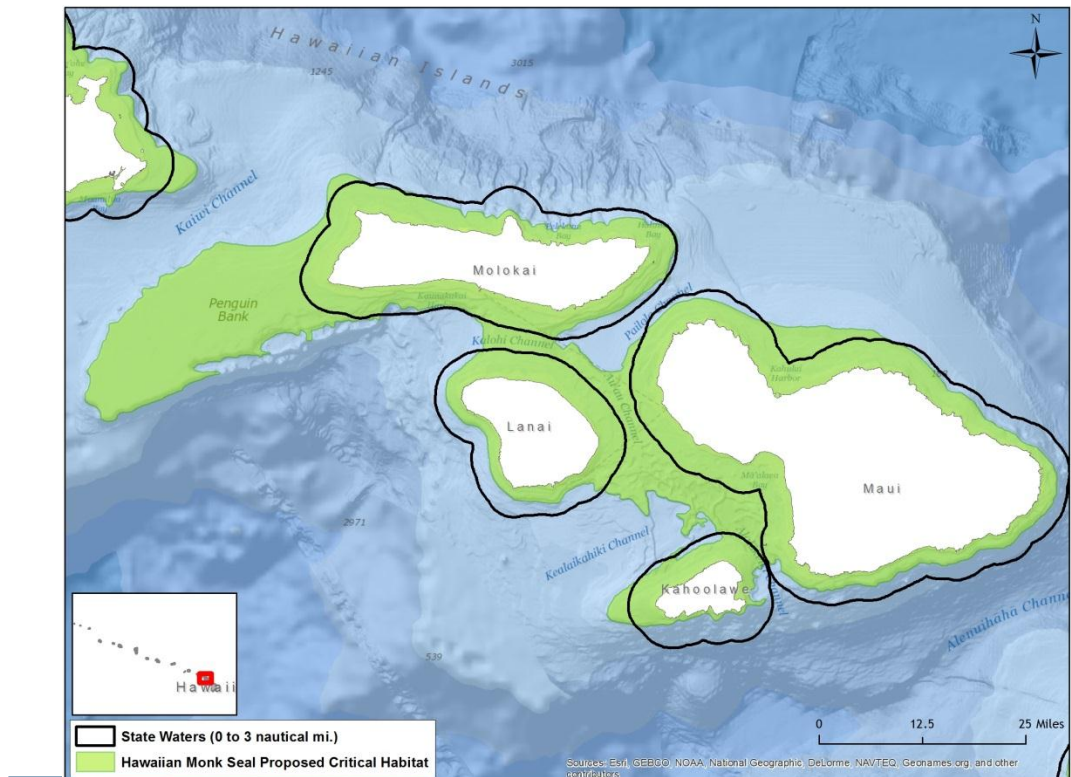 N
Hawaiian Islands
1245
3015
Kaiwi Channel
Molokai
Penguin
Bank
Kalohi Channel
Pailolo Channel
Lanai
Channel
Harbor
Maui
Bay
2971
Kealaikahiki Channel
Kahoolawe
Alenuihaha Channel
539
Hawaii
0 12.5 25 Miles
State Waters (0 to 3 nautical mi.)
Hawaiian Monk Seal Proposed Critical Habitat
Sources: Esri, GEBCO, NOAA, National Geographic, DeLorme, NAVTEQ, Geonames.org, and other
contributors